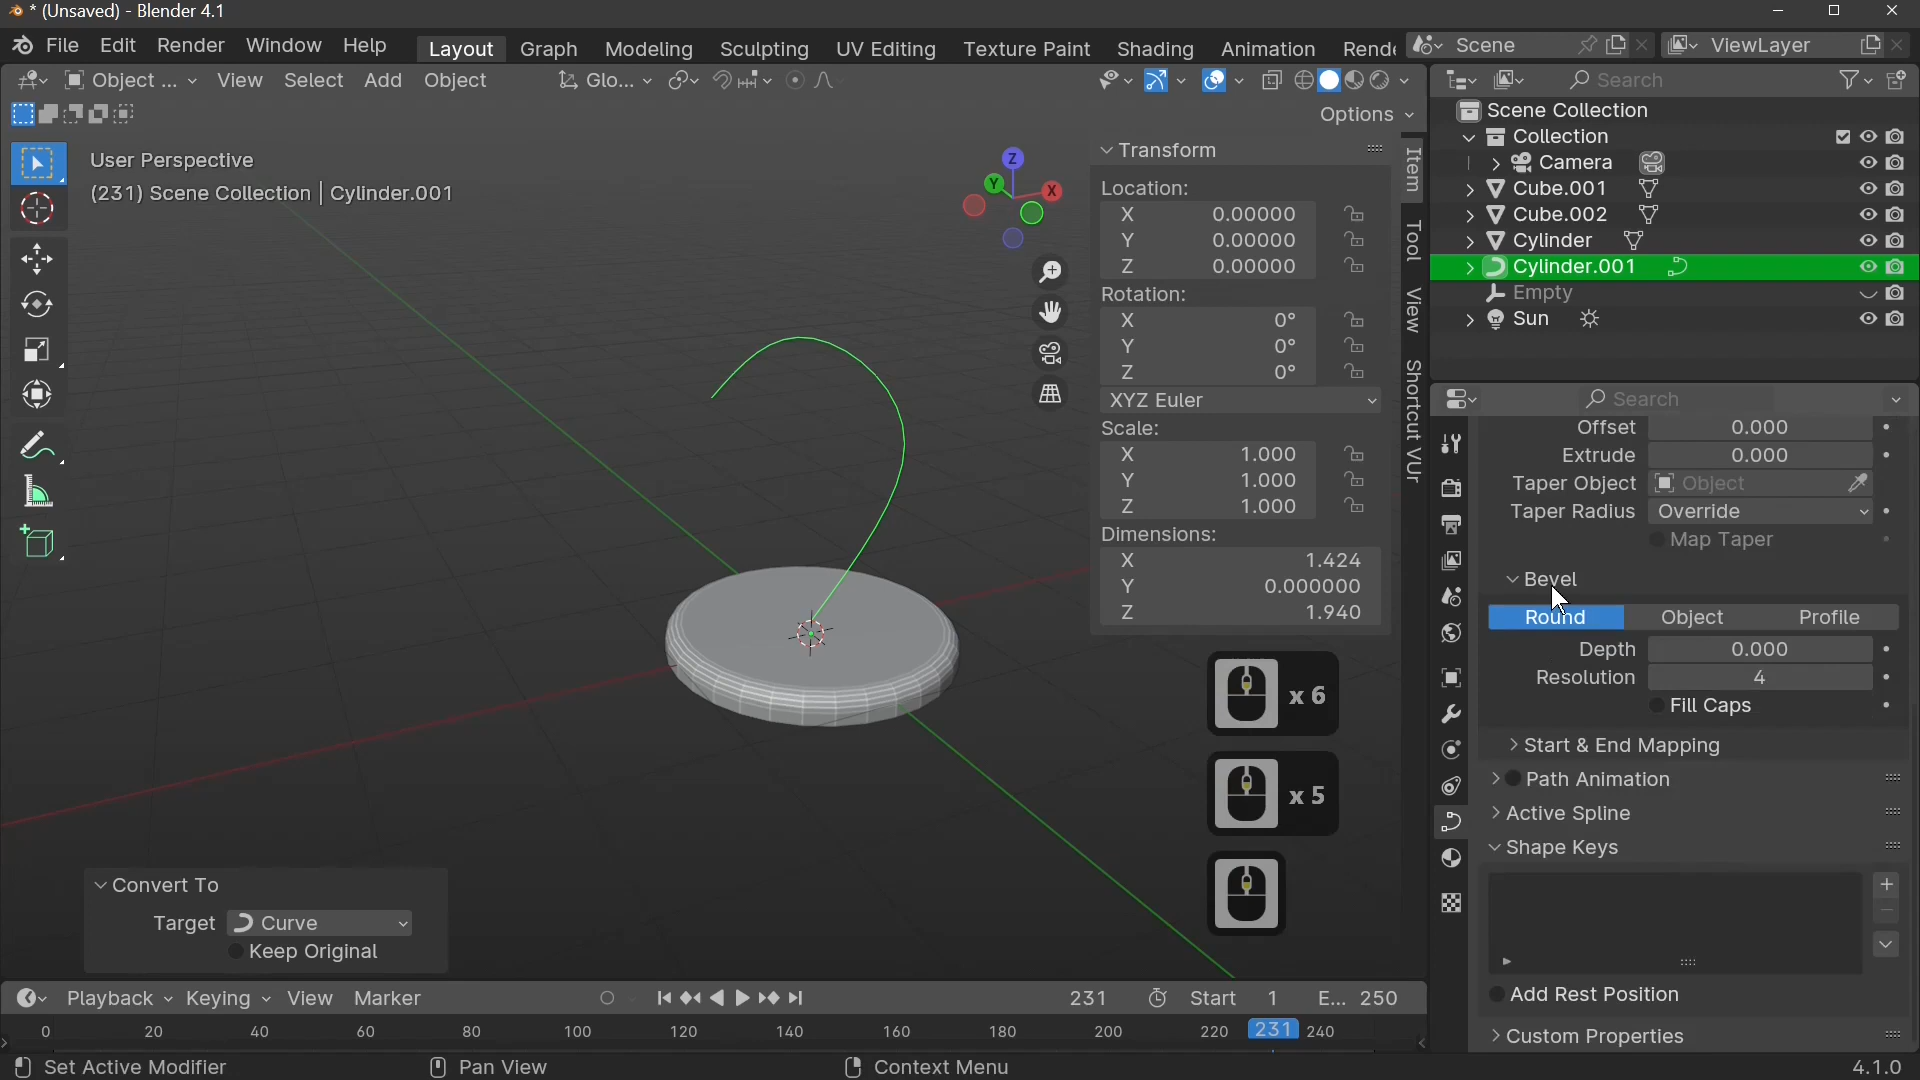 * (Unsaved) - Blender 4.1
File Edit Render Window Help Layout Graph Modeling Sculpting UV Editing Texture Paint Shading Animation Rende Scene ViewLayer
Object ... View Select Add Object Glo... Search
Options
User Perspective
(231) Scene Collection | Cylinder.001
Z
Y
X
Transform
Location:
X 0.00000
Y 0.00000
Z 0.00000
Rotation:
X 0°
Y 0°
Z 0°
XYZ Euler
Scale:
X 1.000
Y 1.000
Z 1.000
Dimensions:
X 1.424
Y 0.000000
Z 1.940
Item
Tool
View
Shortcut VUr
x 6
x 5
Scene Collection
Collection
Camera
Cube.001
Cube.002
Cylinder
Cylinder.001
Empty
Sun
Search
Offset 0.000
Extrude 0.000
Taper Object Object
Taper Radius Override
Map Taper
Bevel
Round Object Profile
Depth 0.000
Resolution 4
Fill Caps
Start & End Mapping
Path Animation
Active Spline
Shape Keys
Add Rest Position
Custom Properties
Convert To
Target Curve
Keep Original
Playback Keying View Marker 231 Start 1 E... 250
0 20 40 60 80 100 120 140 160 180 200 220 231 240
Set Active Modifier Pan View Context Menu 4.1.0